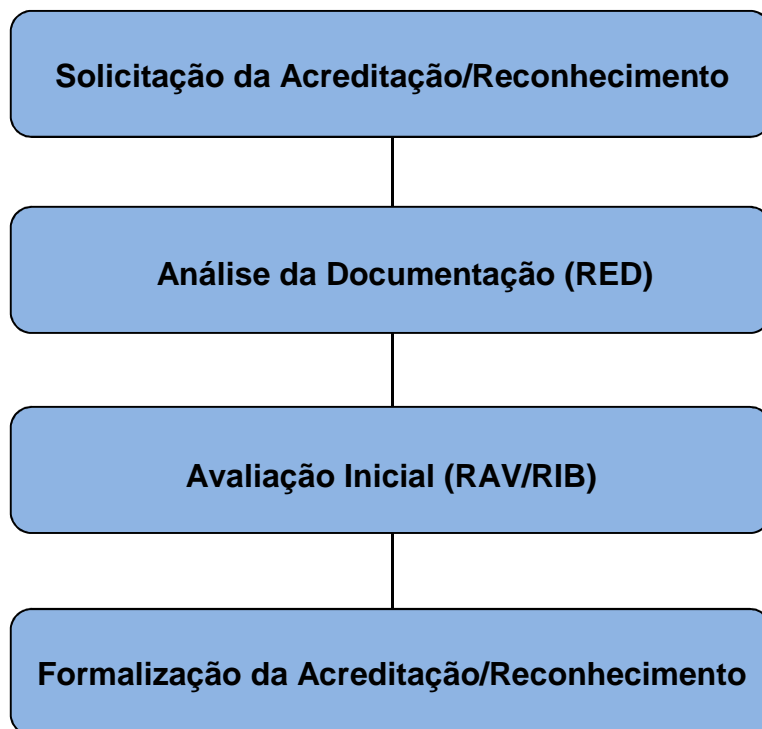 Solicitação da Acreditação/Reconhecimento
Análise da Documentação (RED)
Avaliação Inicial (RAV/RIB)
Formalização da Acreditação/Reconhecimento